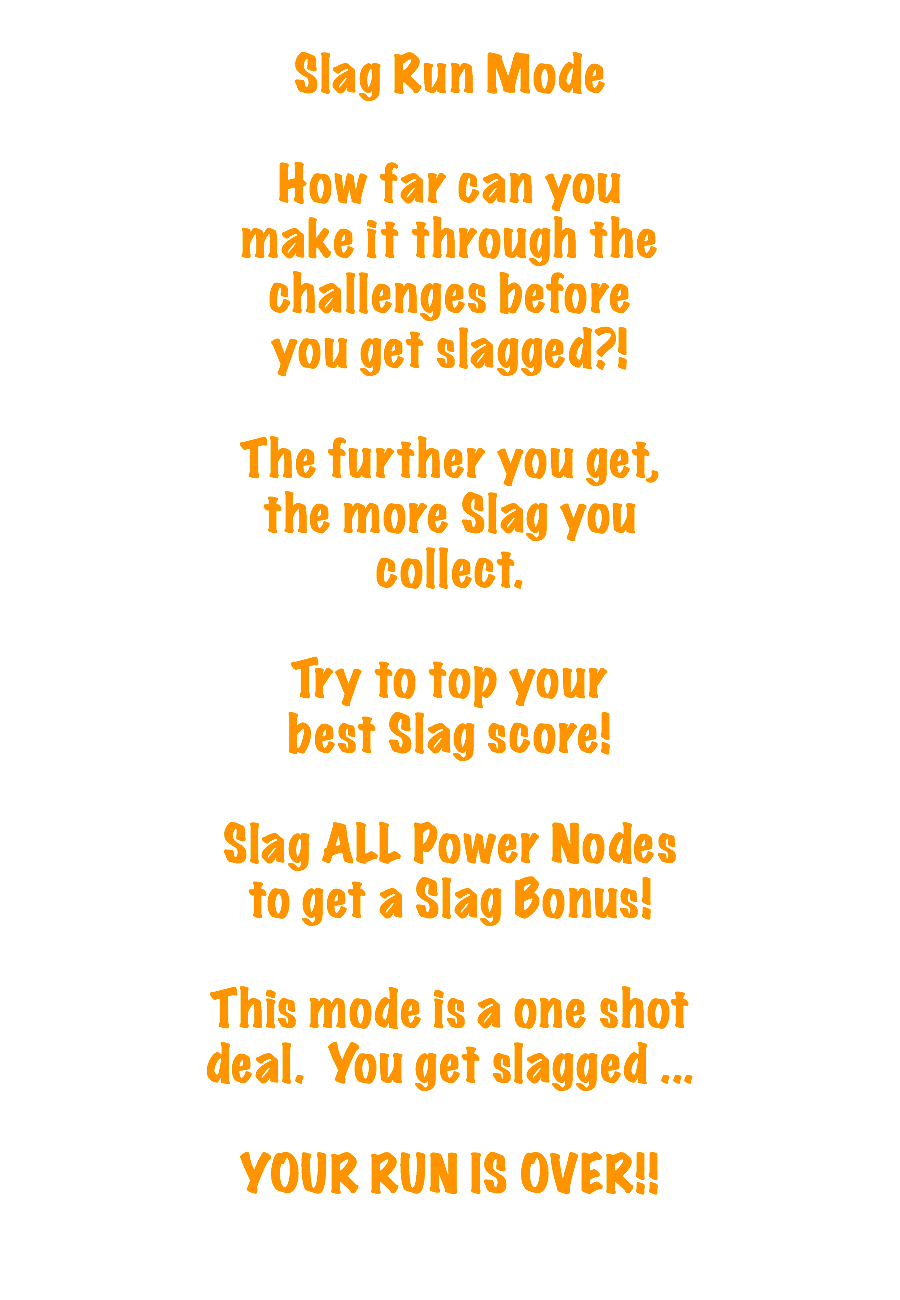 Slag Run Mode
How far can you
make it through the
challenges before
you get slagged?!
The further you get,
the more Slag you
collect.
Try to top your
best Slag score!
Slag ALL Power Nodes
to get a Slag Bonus!
This mode is a one shot
deal.  You get slagged ...
YOUR RUN IS OVER!!